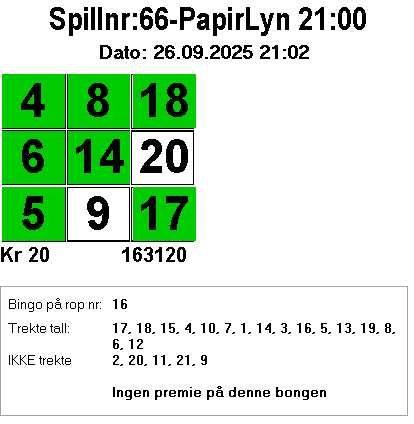 Spillnr:66-PapirLyn 21:00
Dato: 26.09.2025 21:02
4 8 18
6 14 20
5 9 17
Kr 20 163120
Bingo på rop nr: 16
Trekte tall: 17, 18, 15, 4, 10, 7, 1, 14, 3, 16, 5, 13, 19, 8,
6, 12
IKKE trekte 2, 20, 11, 21, 9
Ingen premie på denne bongen